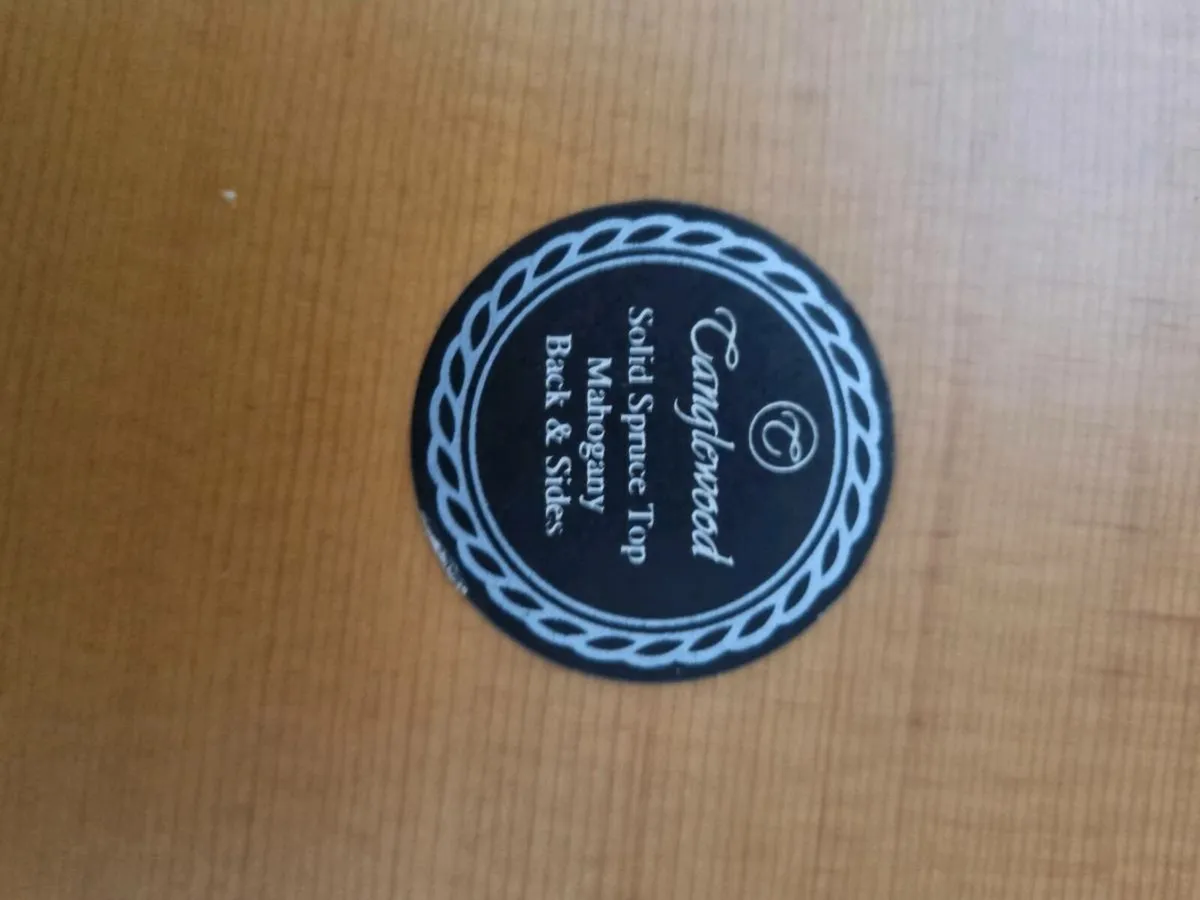 T
Tanglewood
Solid Spruce Top
Mahogany
Back & Sides